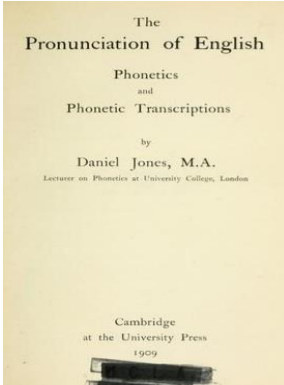 The
Pronunciation of English
Phonetics
and
Phonetic Transcriptions
by
Daniel Jones, M.A.
Lecturer on Phonetics at University College, London
Cambridge
at the University Press
1909